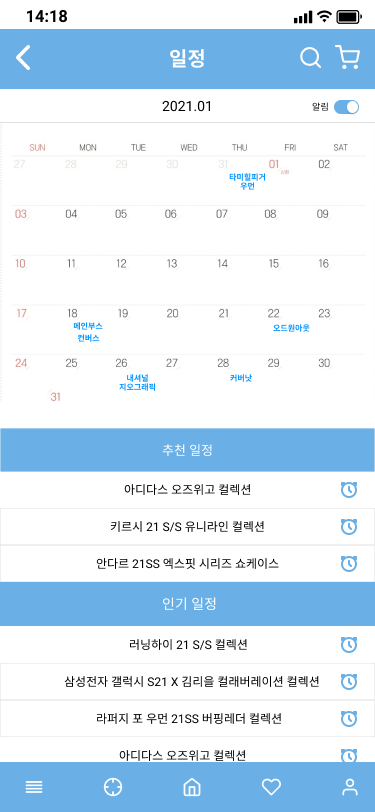 14:18
일정
2021.01
알림
SUN MON TUE WED THU FRI SAT
27 28 29 30 31 01 02
타미힐피거
우먼
03 04 05 06 07 08 09
10 11 12 13 14 15 16
17 18 19 20 21 22 23
메인부스
컨버스
오드원아웃
24 25 26 27 28 29 30
내셔널
지오그래픽
커버낫
31
추천 일정
아디다스 오즈위고 컬렉션
키르시 21 S/S 유니라인 컬렉션
안다르 21SS 엑스핏 시리즈 쇼케이스
인기 일정
러닝하이 21 S/S 컬렉션
삼성전자 갤럭시 S21 X 김리을 컬래버레이션 컬렉션
라퍼지 포 우먼 21SS 버핑레더 컬렉션
아디다스 오즈위고 컬렉션